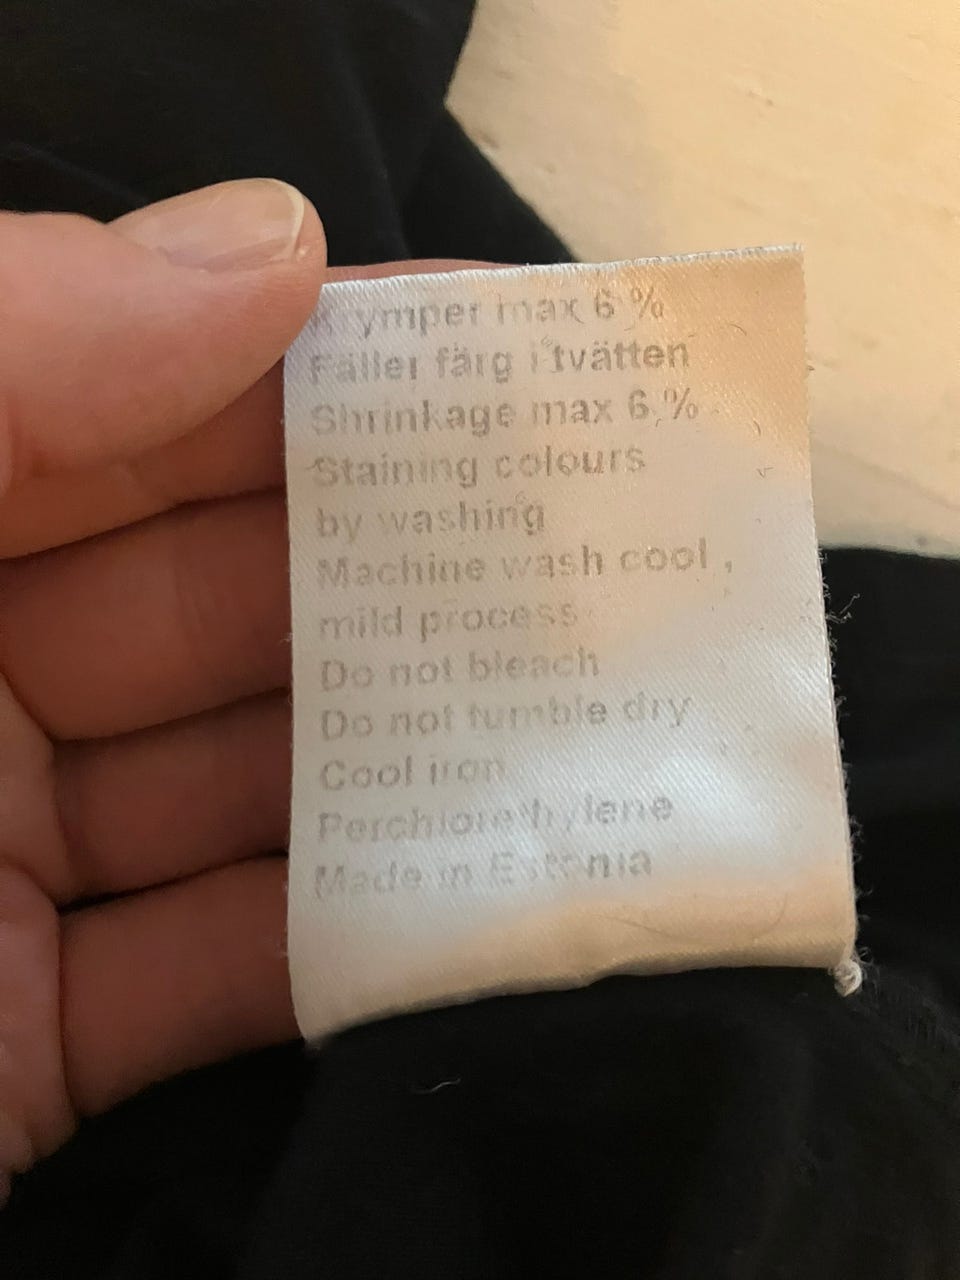 Krymper max 6 %
Fäller färg i tvätten
Shrinkage max 6 %
Staining colours
by washing
Machine wash cool ,
mild process
Do not bleach
Do not tumble dry
Cool iron
Perchlorethylene
Made in Estonia